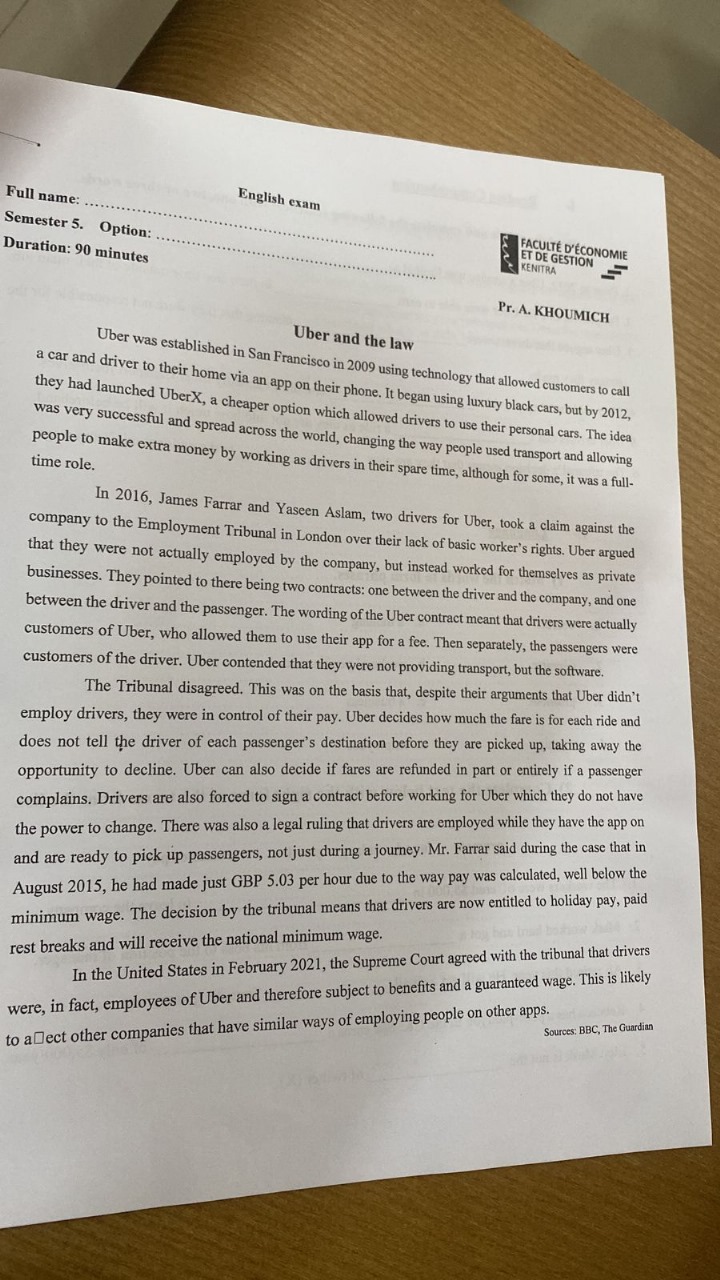 English exam
Full name: ........................................................................
Semester 5. Option: ........................................................
Duration: 90 minutes
FACULTÉ D'ÉCONOMIE
ET DE GESTION
KENITRA
Pr. A. KHOUMICH
Uber and the law
Uber was established in San Francisco in 2009 using technology that allowed customers to call
a car and driver to their home via an app on their phone. It began using luxury black cars, but by 2012,
they had launched UberX, a cheaper option which allowed drivers to use their personal cars. The idea
was very successful and spread across the world, changing the way people used transport and allowing
people to make extra money by working as drivers in their spare time, although for some, it was a full-
time role.
In 2016, James Farrar and Yaseen Aslam, two drivers for Uber, took a claim against the
company to the Employment Tribunal in London over their lack of basic worker's rights. Uber argued
that they were not actually employed by the company, but instead worked for themselves as private
businesses. They pointed to there being two contracts: one between the driver and the company, and one
between the driver and the passenger. The wording of the Uber contract meant that drivers were actually
customers of Uber, who allowed them to use their app for a fee. Then separately, the passengers were
customers of the driver. Uber contended that they were not providing transport, but the software.
The Tribunal disagreed. This was on the basis that, despite their arguments that Uber didn't
employ drivers, they were in control of their pay. Uber decides how much the fare is for each ride and
does not tell the driver of each passenger's destination before they are picked up, taking away the
opportunity to decline. Uber can also decide if fares are refunded in part or entirely if a passenger
complains. Drivers are also forced to sign a contract before working for Uber which they do not have
the power to change. There was also a legal ruling that drivers are employed while they have the app on
and are ready to pick up passengers, not just during a journey. Mr. Farrar said during the case that in
August 2015, he had made just GBP 5.03 per hour due to the way pay was calculated, well below the
minimum wage. The decision by the tribunal means that drivers are now entitled to holiday pay, paid
rest breaks and will receive the national minimum wage.
In the United States in February 2021, the Supreme Court agreed with the tribunal that drivers
were, in fact, employees of Uber and therefore subject to benefits and a guaranteed wage. This is likely
to a□ect other companies that have similar ways of employing people on other apps.
Sources: BBC, The Guardian